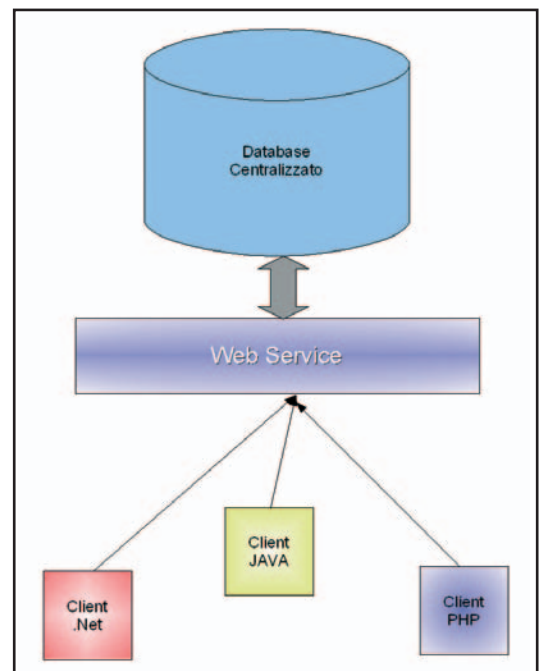 Database
Centralizzato
Web Service
Client
JAVA
Client
.Net
Client
PHP